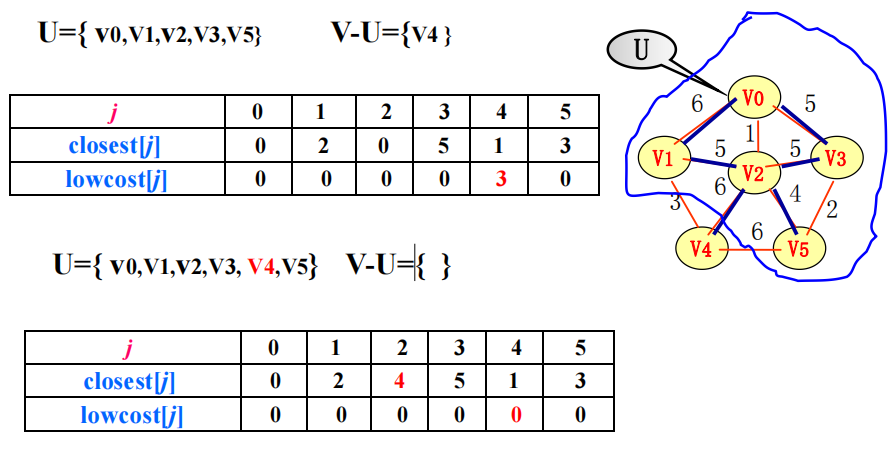 U={ v0,V1,v2,V3,V5} V-U={V4 }
j 0 1 2 3 4 5
closest[j] 0 2 0 5 1 3
lowcost[j] 0 0 0 0 3 0
U={ v0,V1,v2,V3, V4,V5} V-U={ }
j 0 1 2 3 4 5
closest[j] 0 2 4 5 1 3
lowcost[j] 0 0 0 0 0 0
U
V0
6 5
1
V1 5 5 V3
V2
3 6 4 2
6
V4 V5